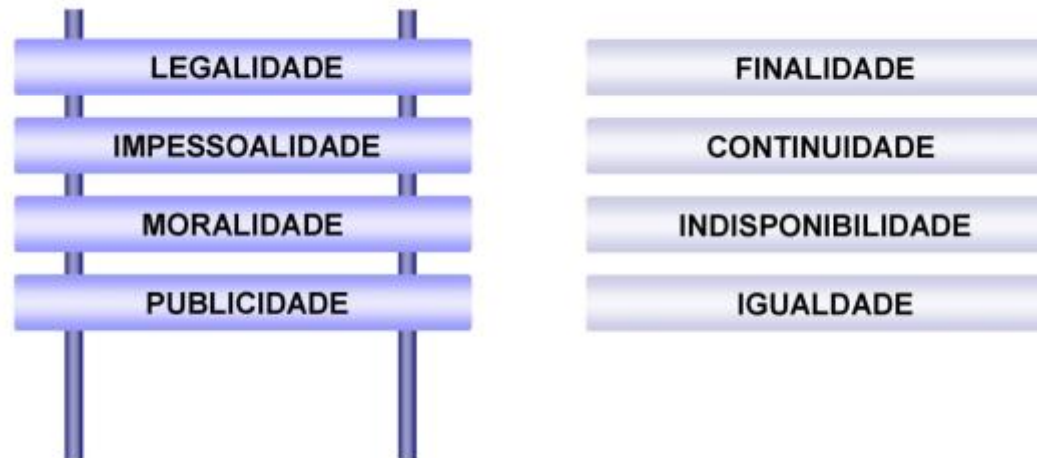 LEGALIDADE
IMPESSOALIDADE
MORALIDADE
PUBLICIDADE
FINALIDADE
CONTINUIDADE
INDISPONIBILIDADE
IGUALDADE